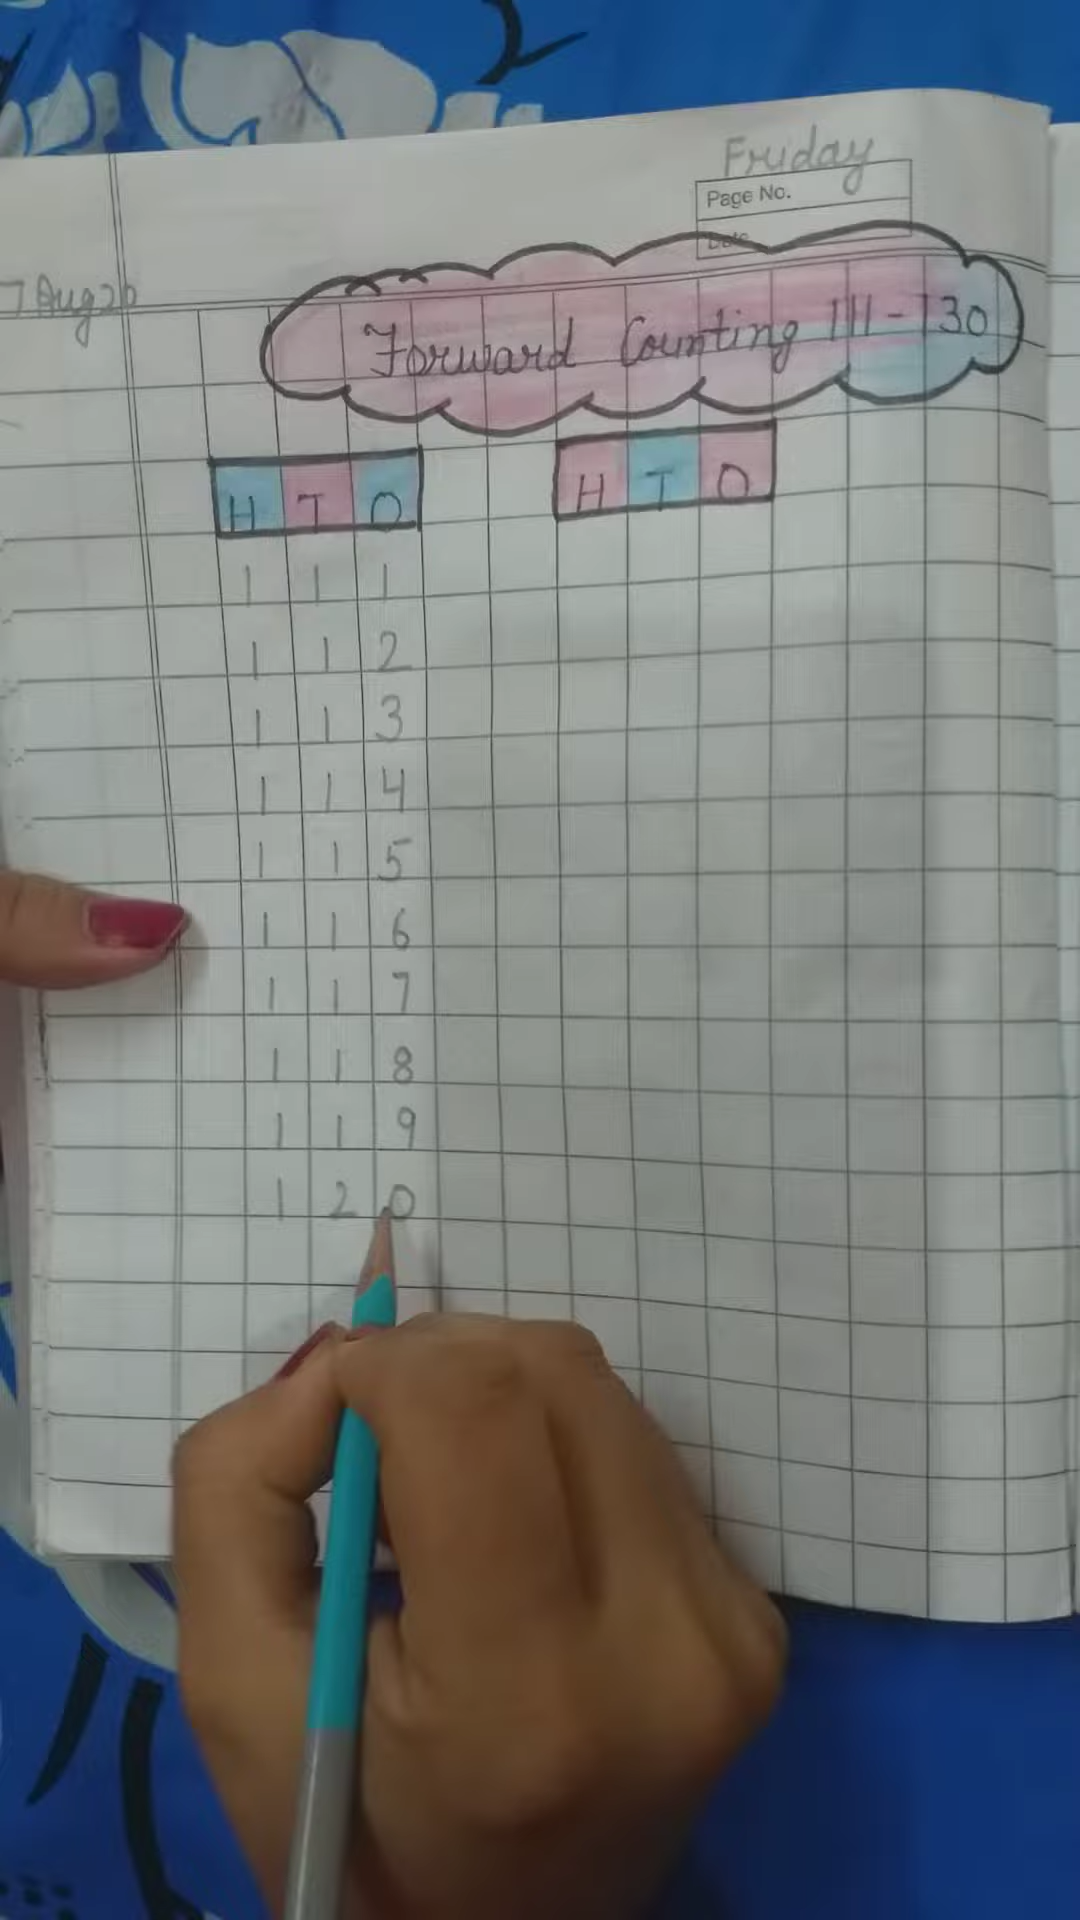 Friday
Page No.
Date
7 Aug 20
Forward Counting 111-130
H T O
H T O
1 1 1
1 1 2
1 1 3
1 1 4
1 1 5
1 1 6
1 1 7
1 1 8
1 1 9
1 2 0